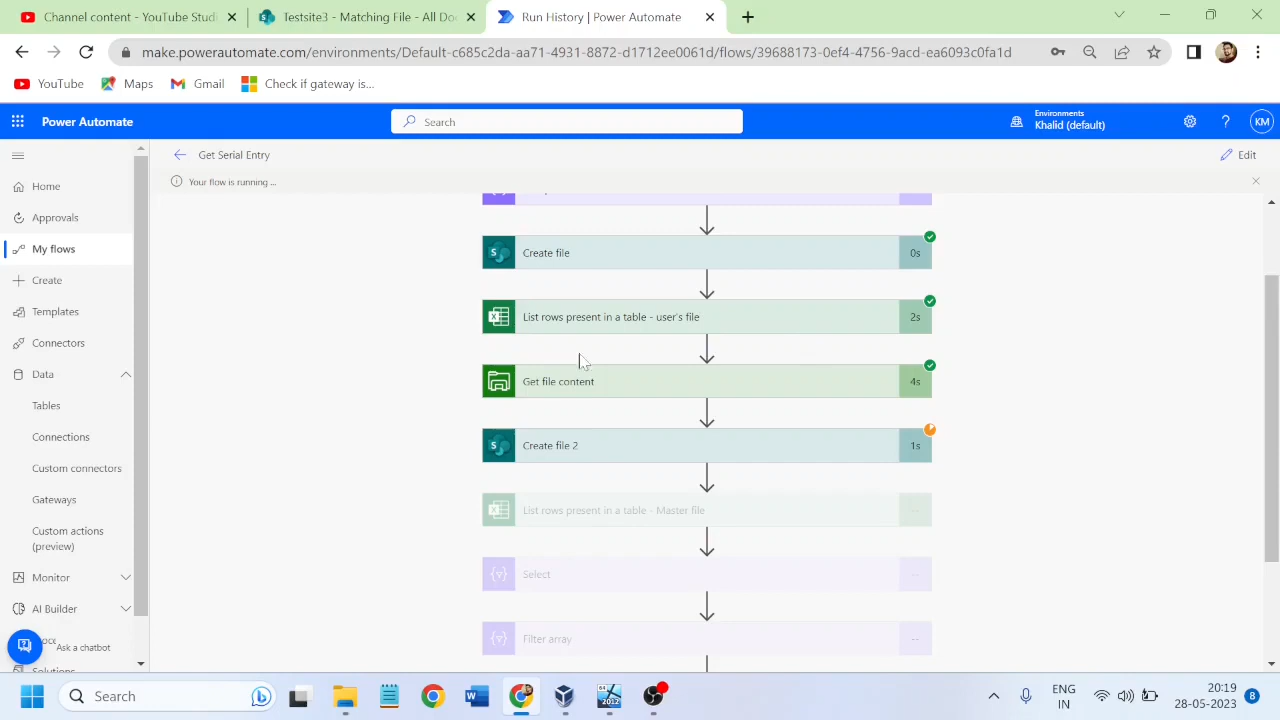 Channel content - YouTube Studi
Testsite3 - Matching File - All Do
Run History | Power Automate
make.powerautomate.com/environments/Default-685c2da-aa71-4931-8872-d1712ee0061d/flows/39688173-0ef4-4756-9acd-ea6093c0fa1d
YouTube
Maps
Gmail
Check if gateway is...
Power Automate
Search
Environments
Khalid (default)
KM
Get Serial Entry
Edit
Your flow is running ...
Home
Approvals
My flows
Create
Templates
Connectors
Data
Tables
Connections
Custom connectors
Gateways
Custom actions
(preview)
Monitor
AI Builder
Ask a chatbot
Solutions
Create file
0s
List rows present in a table - user's file
2s
Get file content
4s
Create file 2
1s
List rows present in a table - Master file
--
Select
--
Filter array
--
Search
64
2012
ENG
IN
20:19
28-05-2023
8